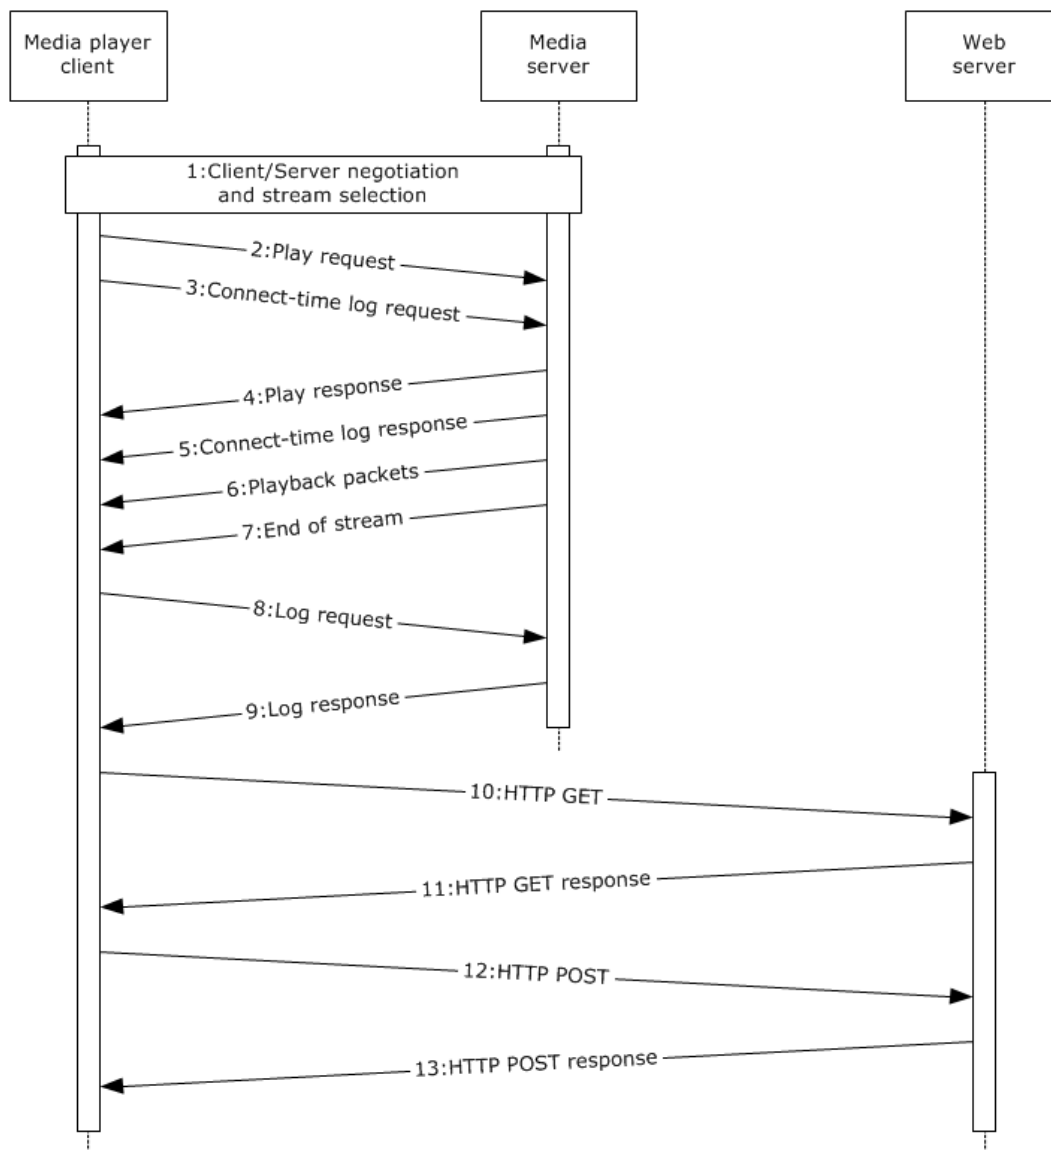 Media player
client
Media
server
Web
server
1:Client/Server negotiation
and stream selection
2:Play request
3:Connect-time log request
4:Play response
5:Connect-time log response
6:Playback packets
7:End of stream
8:Log request
9:Log response
10:HTTP GET
11:HTTP GET response
12:HTTP POST
13:HTTP POST response